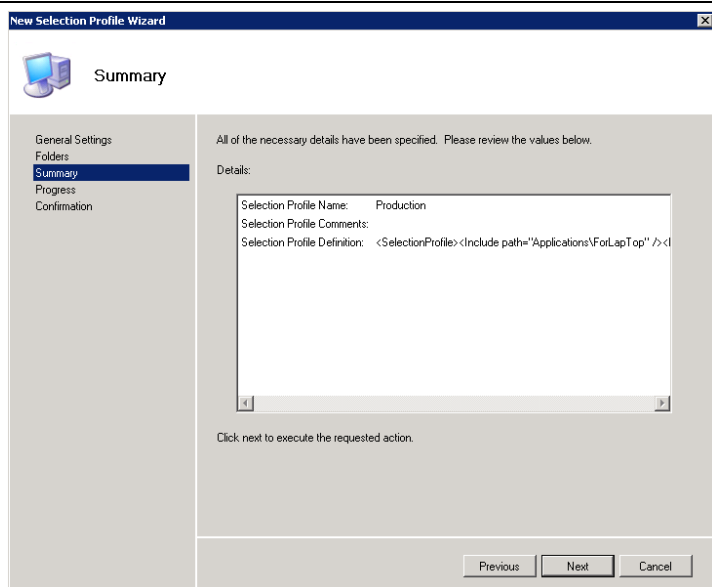 New Selection Profile Wizard
Summary
General Settings
Folders
Summary
Progress
Confirmation
All of the necessary details have been specified. Please review the values below.
Details:
Selection Profile Name: Production
Selection Profile Comments:
Selection Profile Definition: <SelectionProfile><Include path="Applications\ForLapTop" /><I
Click next to execute the requested action.
Previous Next Cancel